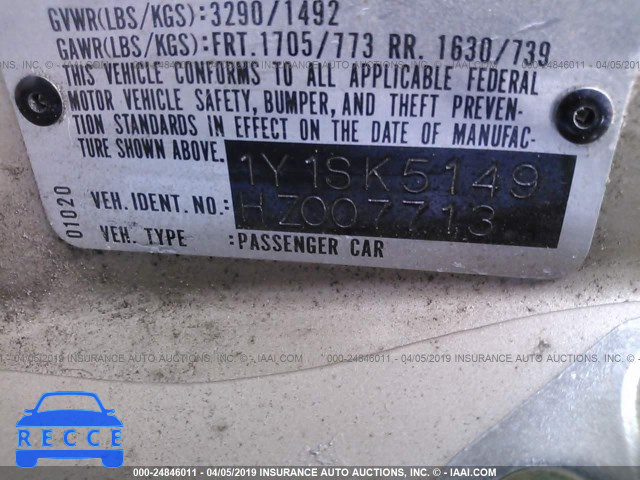 GVWR(LBS/KGS):3290/1492
GAWR(LBS/KGS):FRT.1705/773 RR. 1630/739
THIS VEHICLE CONFORMS TO ALL APPLICABLE FEDERAL
MOTOR VEHICLE SAFETY, BUMPER, AND THEFT PREVEN-
TION STANDARDS IN EFFECT ON THE DATE OF MANUFAC-
TURE SHOWN ABOVE.
1Y1SK5149
VEH. IDENT. NO.: HZ007713
VEH. TYPE :PASSENGER CAR
01020
000-24846011 - 04/05/2019 INSURANCE AUTO AUCTIONS, INC. - © - IAAI.COM
RECCE
000-24846011 - 04/05/2019 INSURANCE AUTO AUCTIONS, INC. - © - IAAI.COM